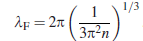 λ_F = 2π (1 / 3π²n)^{1/3}